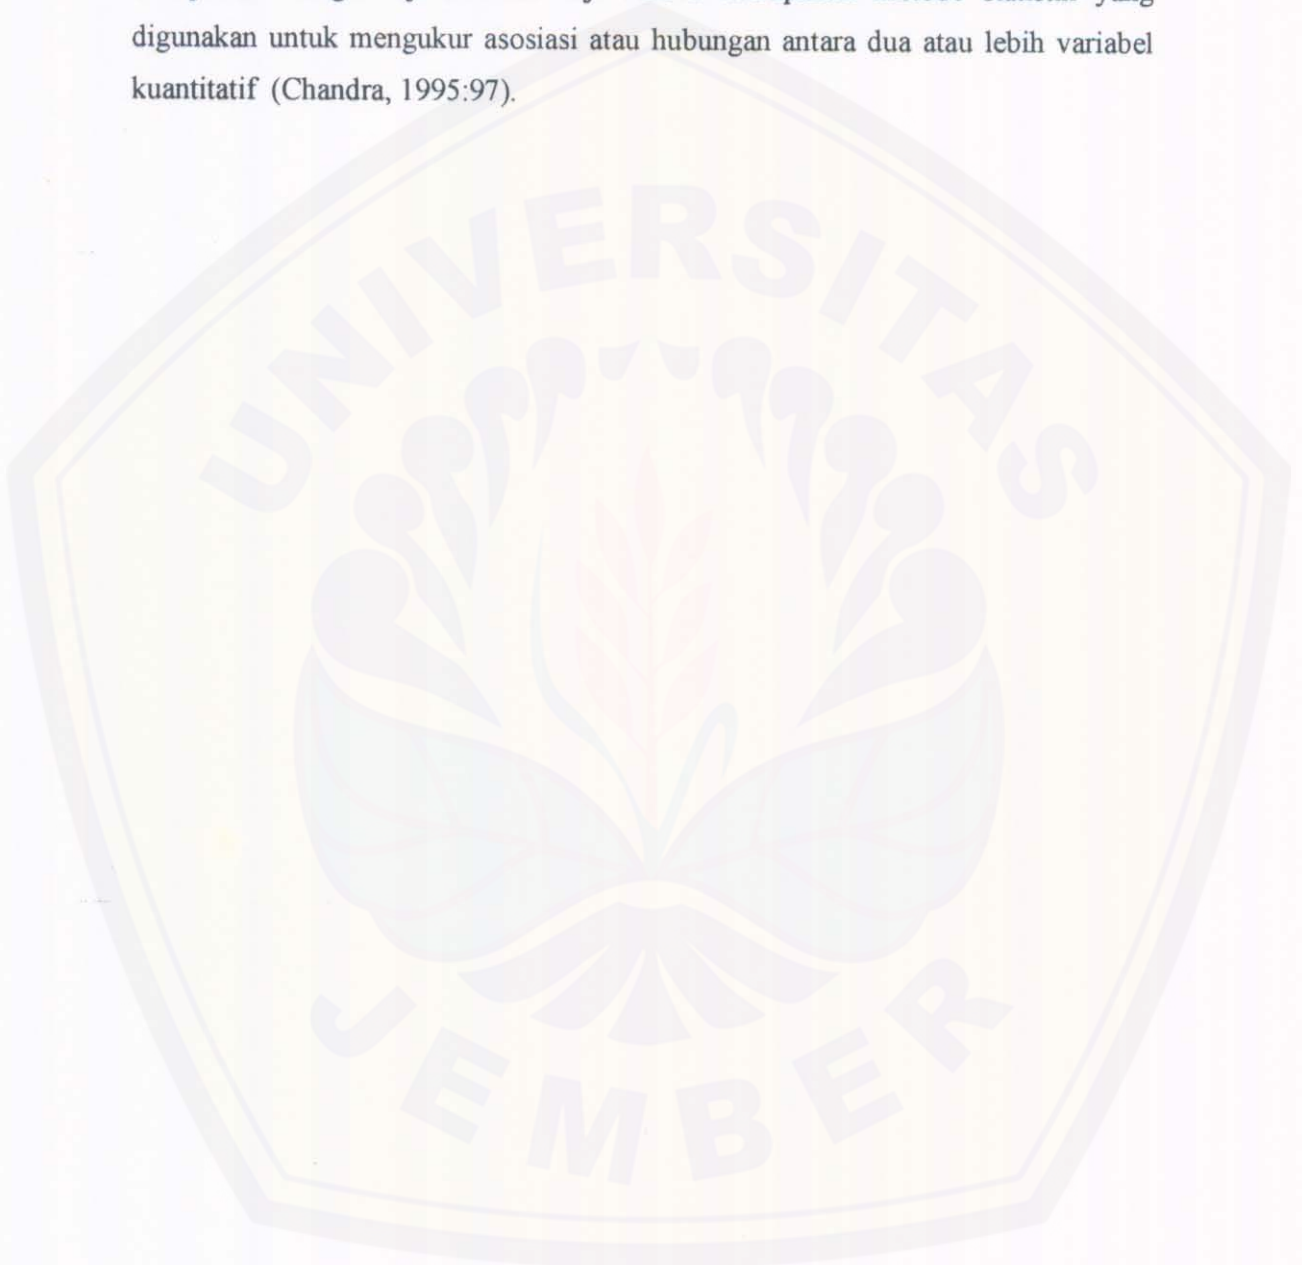 digunakan untuk mengukur asosiasi atau hubungan antara dua atau lebih variabel
kuantitatif (Chandra, 1995:97).
UNIVERSITAS
JEMBER